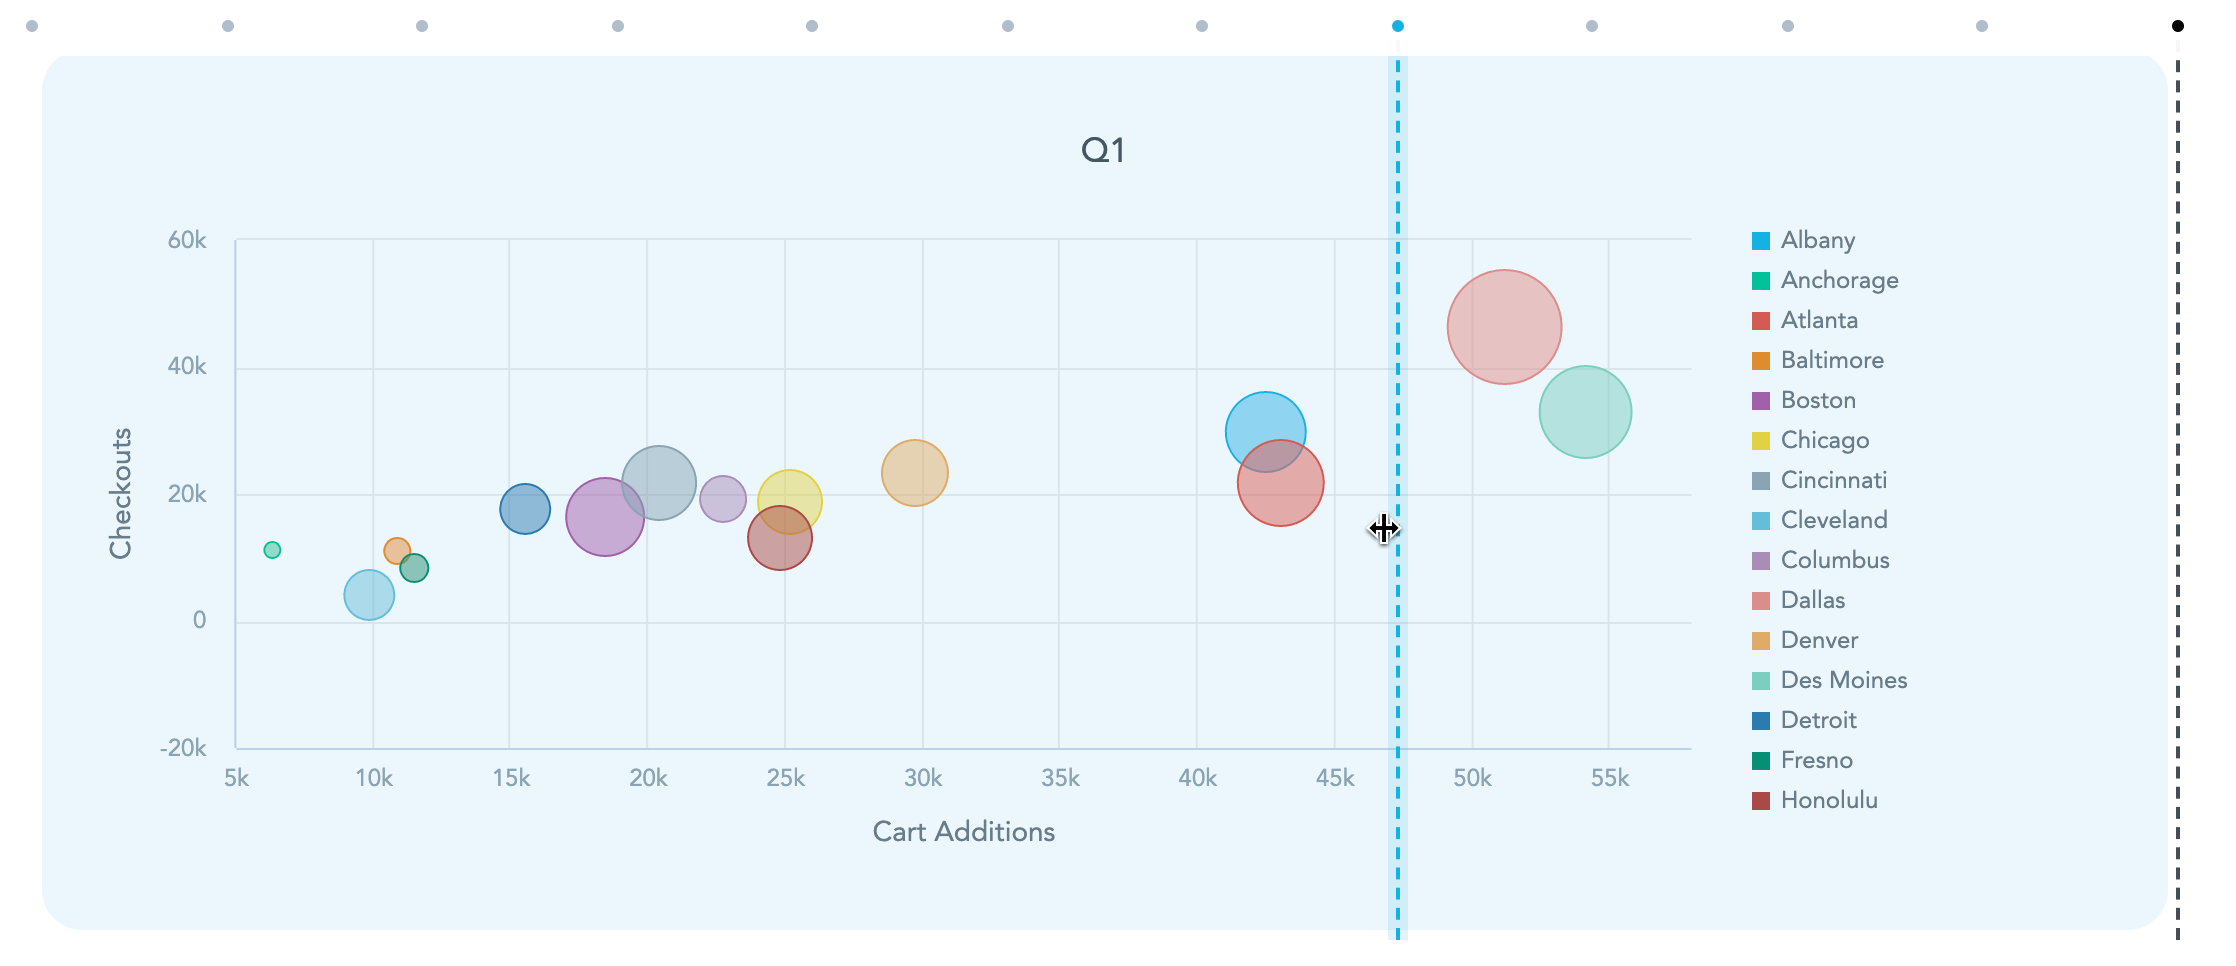 Q1
60k
40k
20k
0
-20k
Checkouts
5k 10k 15k 20k 25k 30k 35k 40k 45k 50k 55k
Cart Additions
Albany
Anchorage
Atlanta
Baltimore
Boston
Chicago
Cincinnati
Cleveland
Columbus
Dallas
Denver
Des Moines
Detroit
Fresno
Honolulu